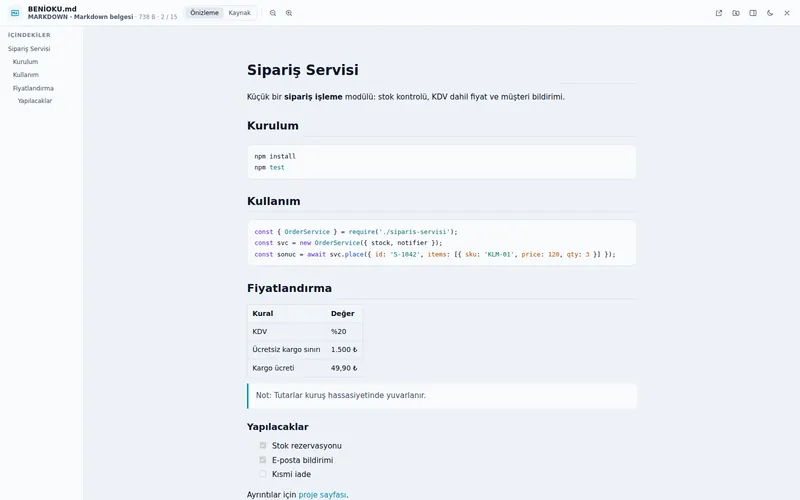 BENİOKU.md
MARKDOWN · Markdown belgesi · 738 B · 2 / 15
Önizleme
Kaynak
İÇİNDEKİLER
Sipariş Servisi
Kurulum
Kullanım
Fiyatlandırma
Yapılacaklar
Sipariş Servisi
Küçük bir sipariş işleme modülü: stok kontrolü, KDV dahil fiyat ve müşteri bildirimi.
Kurulum
npm install
npm test
Kullanım
const { OrderService } = require('./siparis-servisi');
const svc = new OrderService({ stock, notifier });
const sonuc = await svc.place({ id: 'S-1042', items: [{ sku: 'KLM-01', price: 120, qty: 3 }] });
Fiyatlandırma
Kural Değer
KDV %20
Ücretsiz kargo sınırı 1.500 ₺
Kargo ücreti 49,90 ₺
Not: Tutarlar kuruş hassasiyetinde yuvarlanır.
Yapılacaklar
Stok rezervasyonu
E-posta bildirimi
Kısmi iade
Ayrıntılar için proje sayfası.